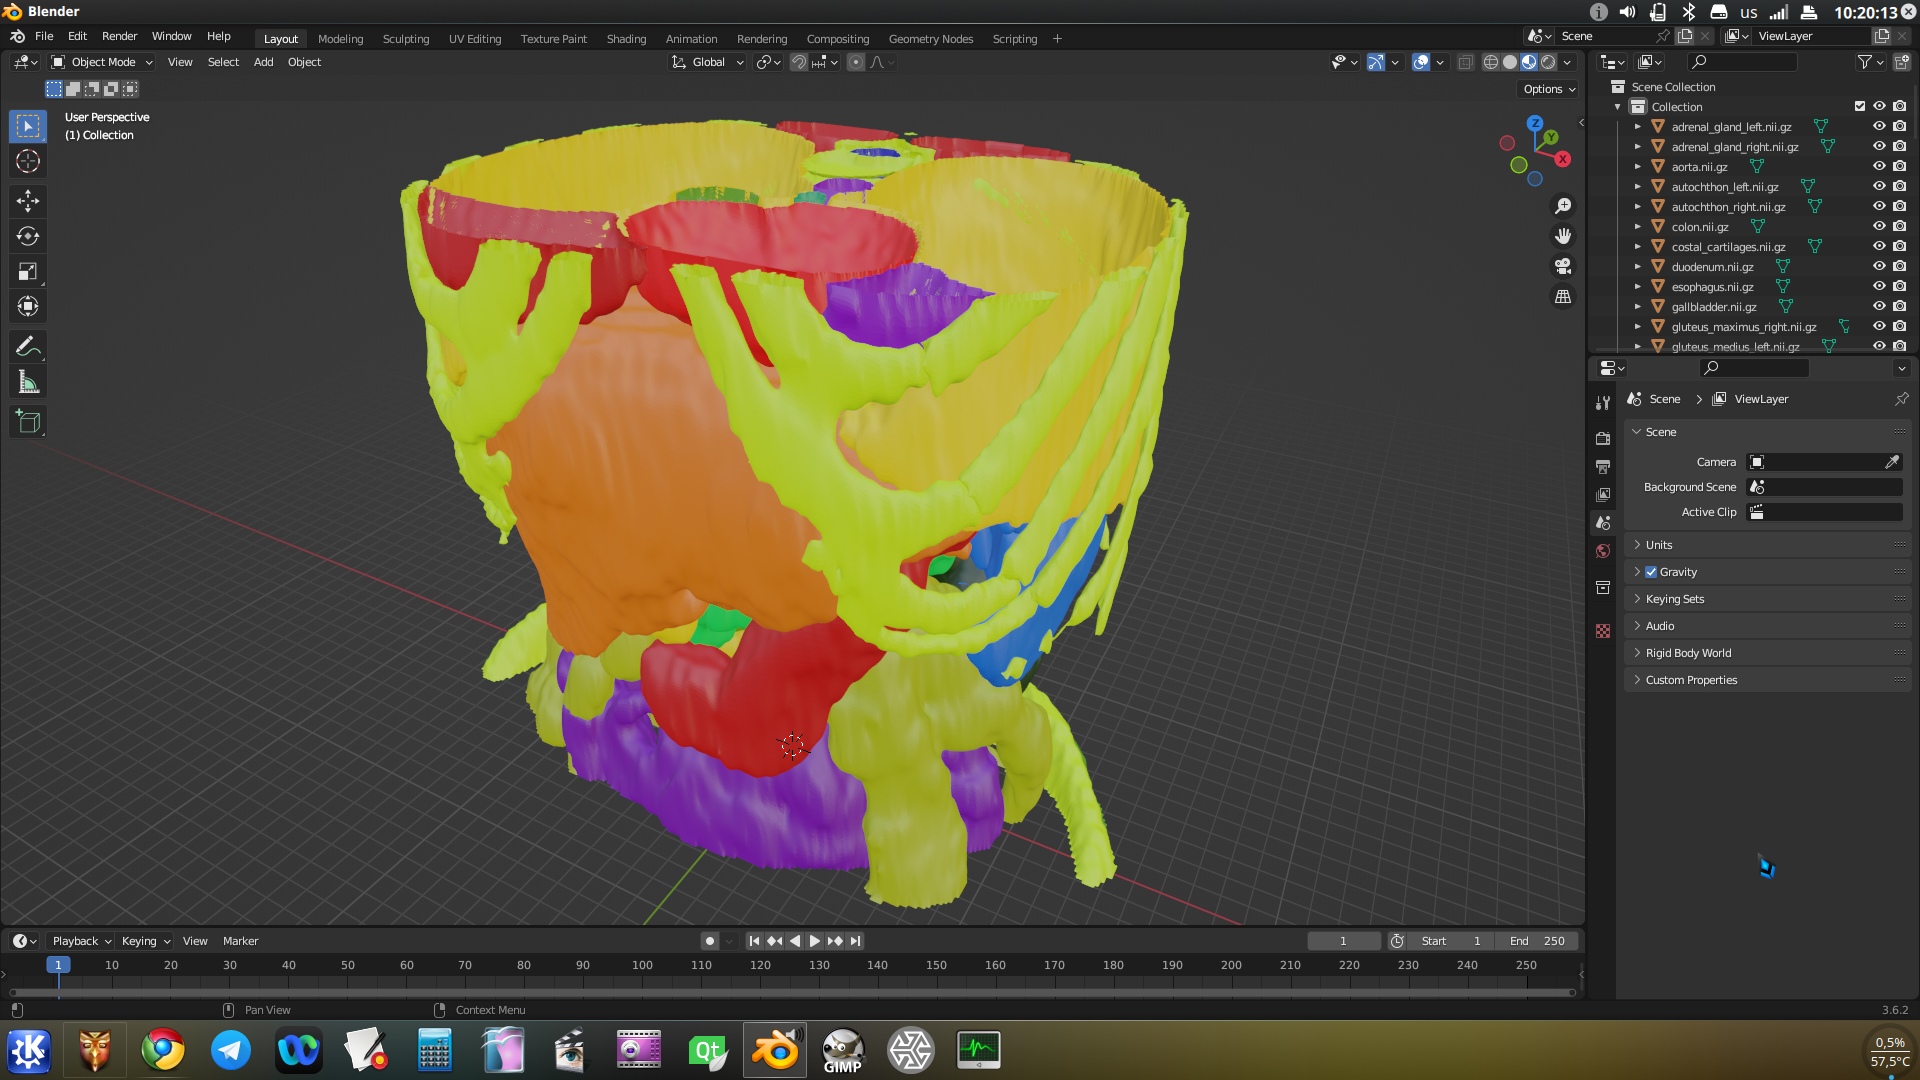 Blender
us
10:20:13
File Edit Render Window Help
Layout Modeling Sculpting UV Editing Texture Paint Shading Animation Rendering Compositing Geometry Nodes Scripting +
Scene
ViewLayer
Object Mode View Select Add Object
Global
Options
User Perspective
(1) Collection
Z
Y
X
Scene Collection
Collection
adrenal_gland_left.nii.gz
adrenal_gland_right.nii.gz
aorta.nii.gz
autochthon_left.nii.gz
autochthon_right.nii.gz
colon.nii.gz
costal_cartilages.nii.gz
duodenum.nii.gz
esophagus.nii.gz
gallbladder.nii.gz
gluteus_maximus_right.nii.gz
gluteus_medius_left.nii.gz
Scene > ViewLayer
Scene
Camera
Background Scene
Active Clip
Units
Gravity
Keying Sets
Audio
Rigid Body World
Custom Properties
Playback Keying View Marker
1
Start 1
End 250
1 10 20 30 40 50 60 70 80 90 100 110 120 130 140 150 160 170 180 190 200 210 220 230 240 250
Pan View
Context Menu
3.6.2
Qt
GIMP
0,5%
57,5°C